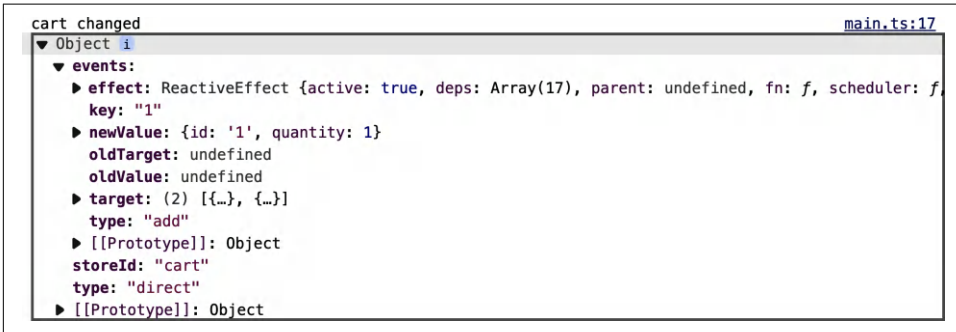 cart changed main.ts:17
▼ Object i
▼ events:
▶ effect: ReactiveEffect {active: true, deps: Array(17), parent: undefined, fn: ƒ, scheduler: ƒ,
key: "1"
▶ newValue: {id: '1', quantity: 1}
oldTarget: undefined
oldValue: undefined
▶ target: (2) [{…}, {…}]
type: "add"
▶ [[Prototype]]: Object
storeId: "cart"
type: "direct"
▶ [[Prototype]]: Object